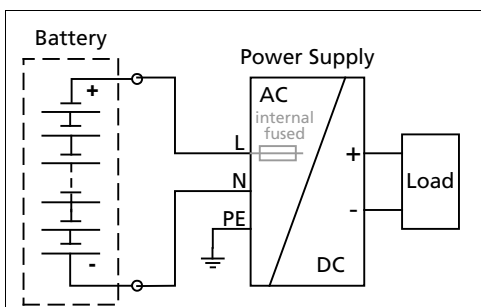 Battery
Power Supply
+
AC
internal
fused
L
N
PE
+
-
Load
-
DC